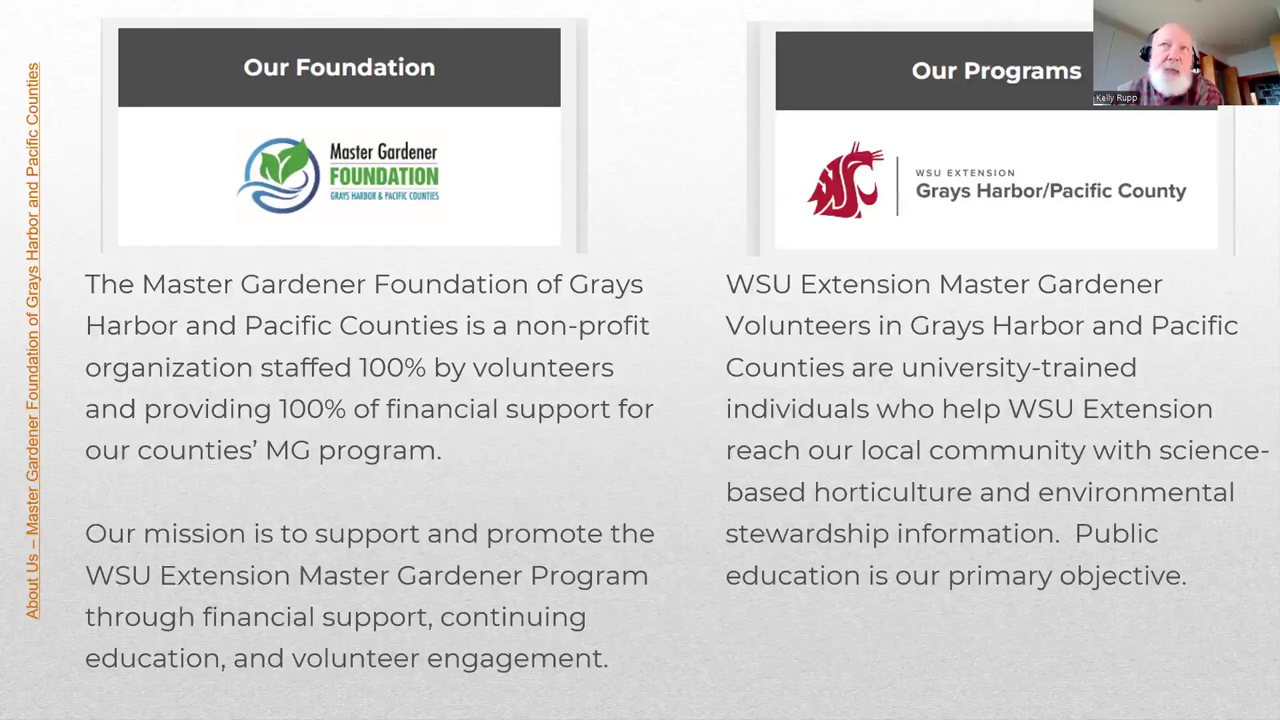 About Us – Master Gardener Foundation of Grays Harbor and Pacific Counties
Our Foundation
Master Gardener
FOUNDATION
GRAYS HARBOR & PACIFIC COUNTIES
The Master Gardener Foundation of Grays
Harbor and Pacific Counties is a non-profit
organization staffed 100% by volunteers
and providing 100% of financial support for
our counties’ MG program.
Our mission is to support and promote the
WSU Extension Master Gardener Program
through financial support, continuing
education, and volunteer engagement.
Our Programs
Kelly Rupp
WSU EXTENSION
Grays Harbor/Pacific County
WSU Extension Master Gardener
Volunteers in Grays Harbor and Pacific
Counties are university-trained
individuals who help WSU Extension
reach our local community with science-
based horticulture and environmental
stewardship information.  Public
education is our primary objective.